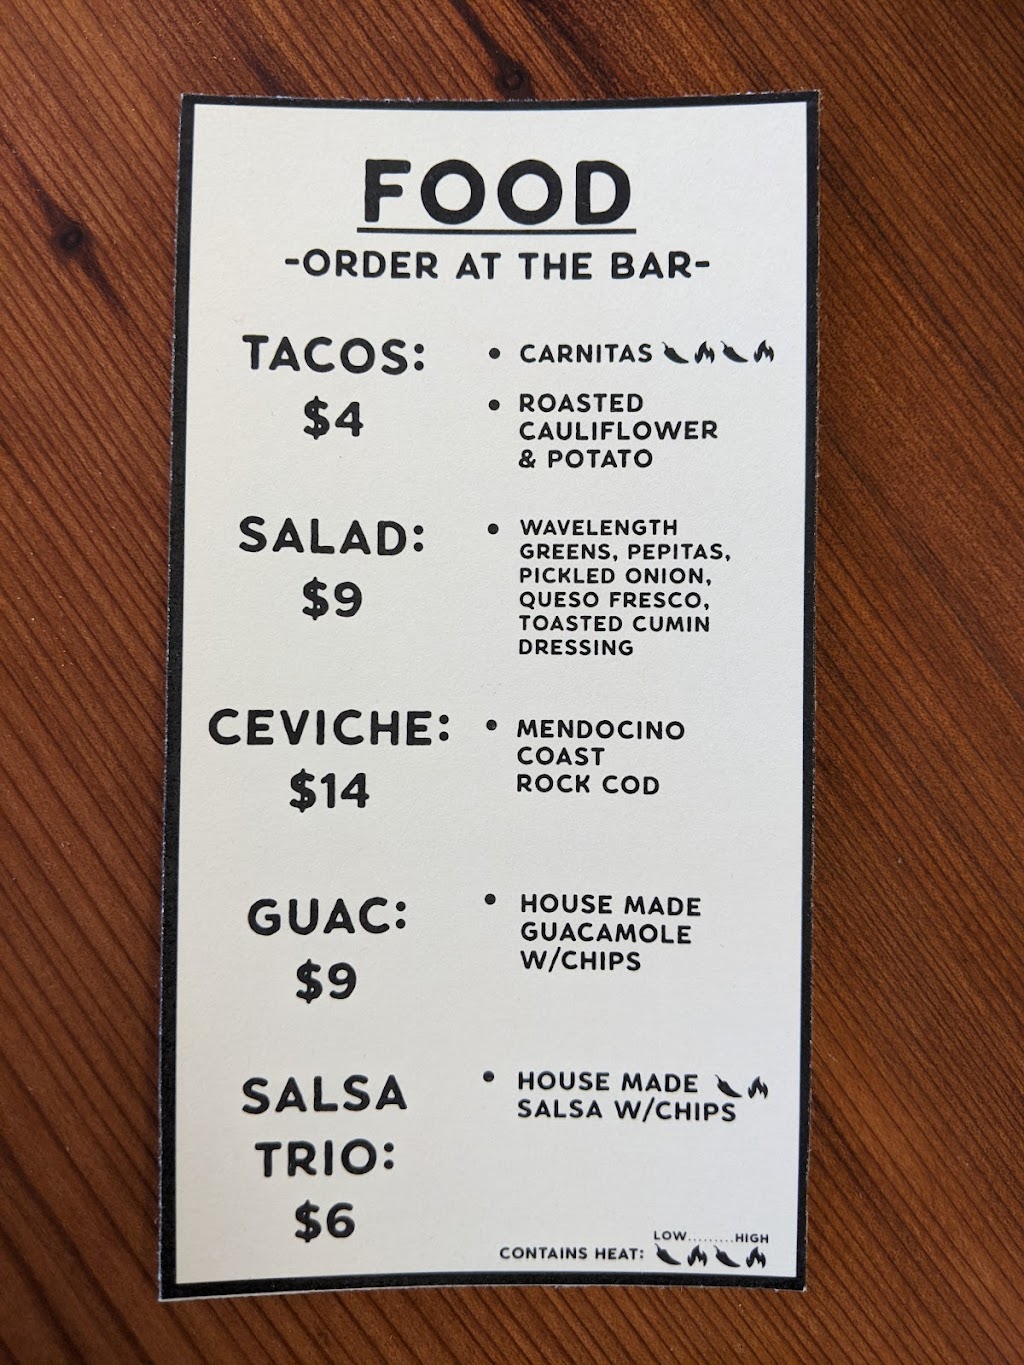 FOOD
-ORDER AT THE BAR-
TACOS:
$4
• CARNITAS
• ROASTED
CAULIFLOWER
& POTATO
SALAD:
$9
• WAVELENGTH
GREENS, PEPITAS,
PICKLED ONION,
QUESO FRESCO,
TOASTED CUMIN
DRESSING
CEVICHE:
$14
• MENDOCINO
COAST
ROCK COD
GUAC:
$9
• HOUSE MADE
GUACAMOLE
W/CHIPS
SALSA
TRIO:
$6
• HOUSE MADE
SALSA W/CHIPS
LOW.........HIGH
CONTAINS HEAT: